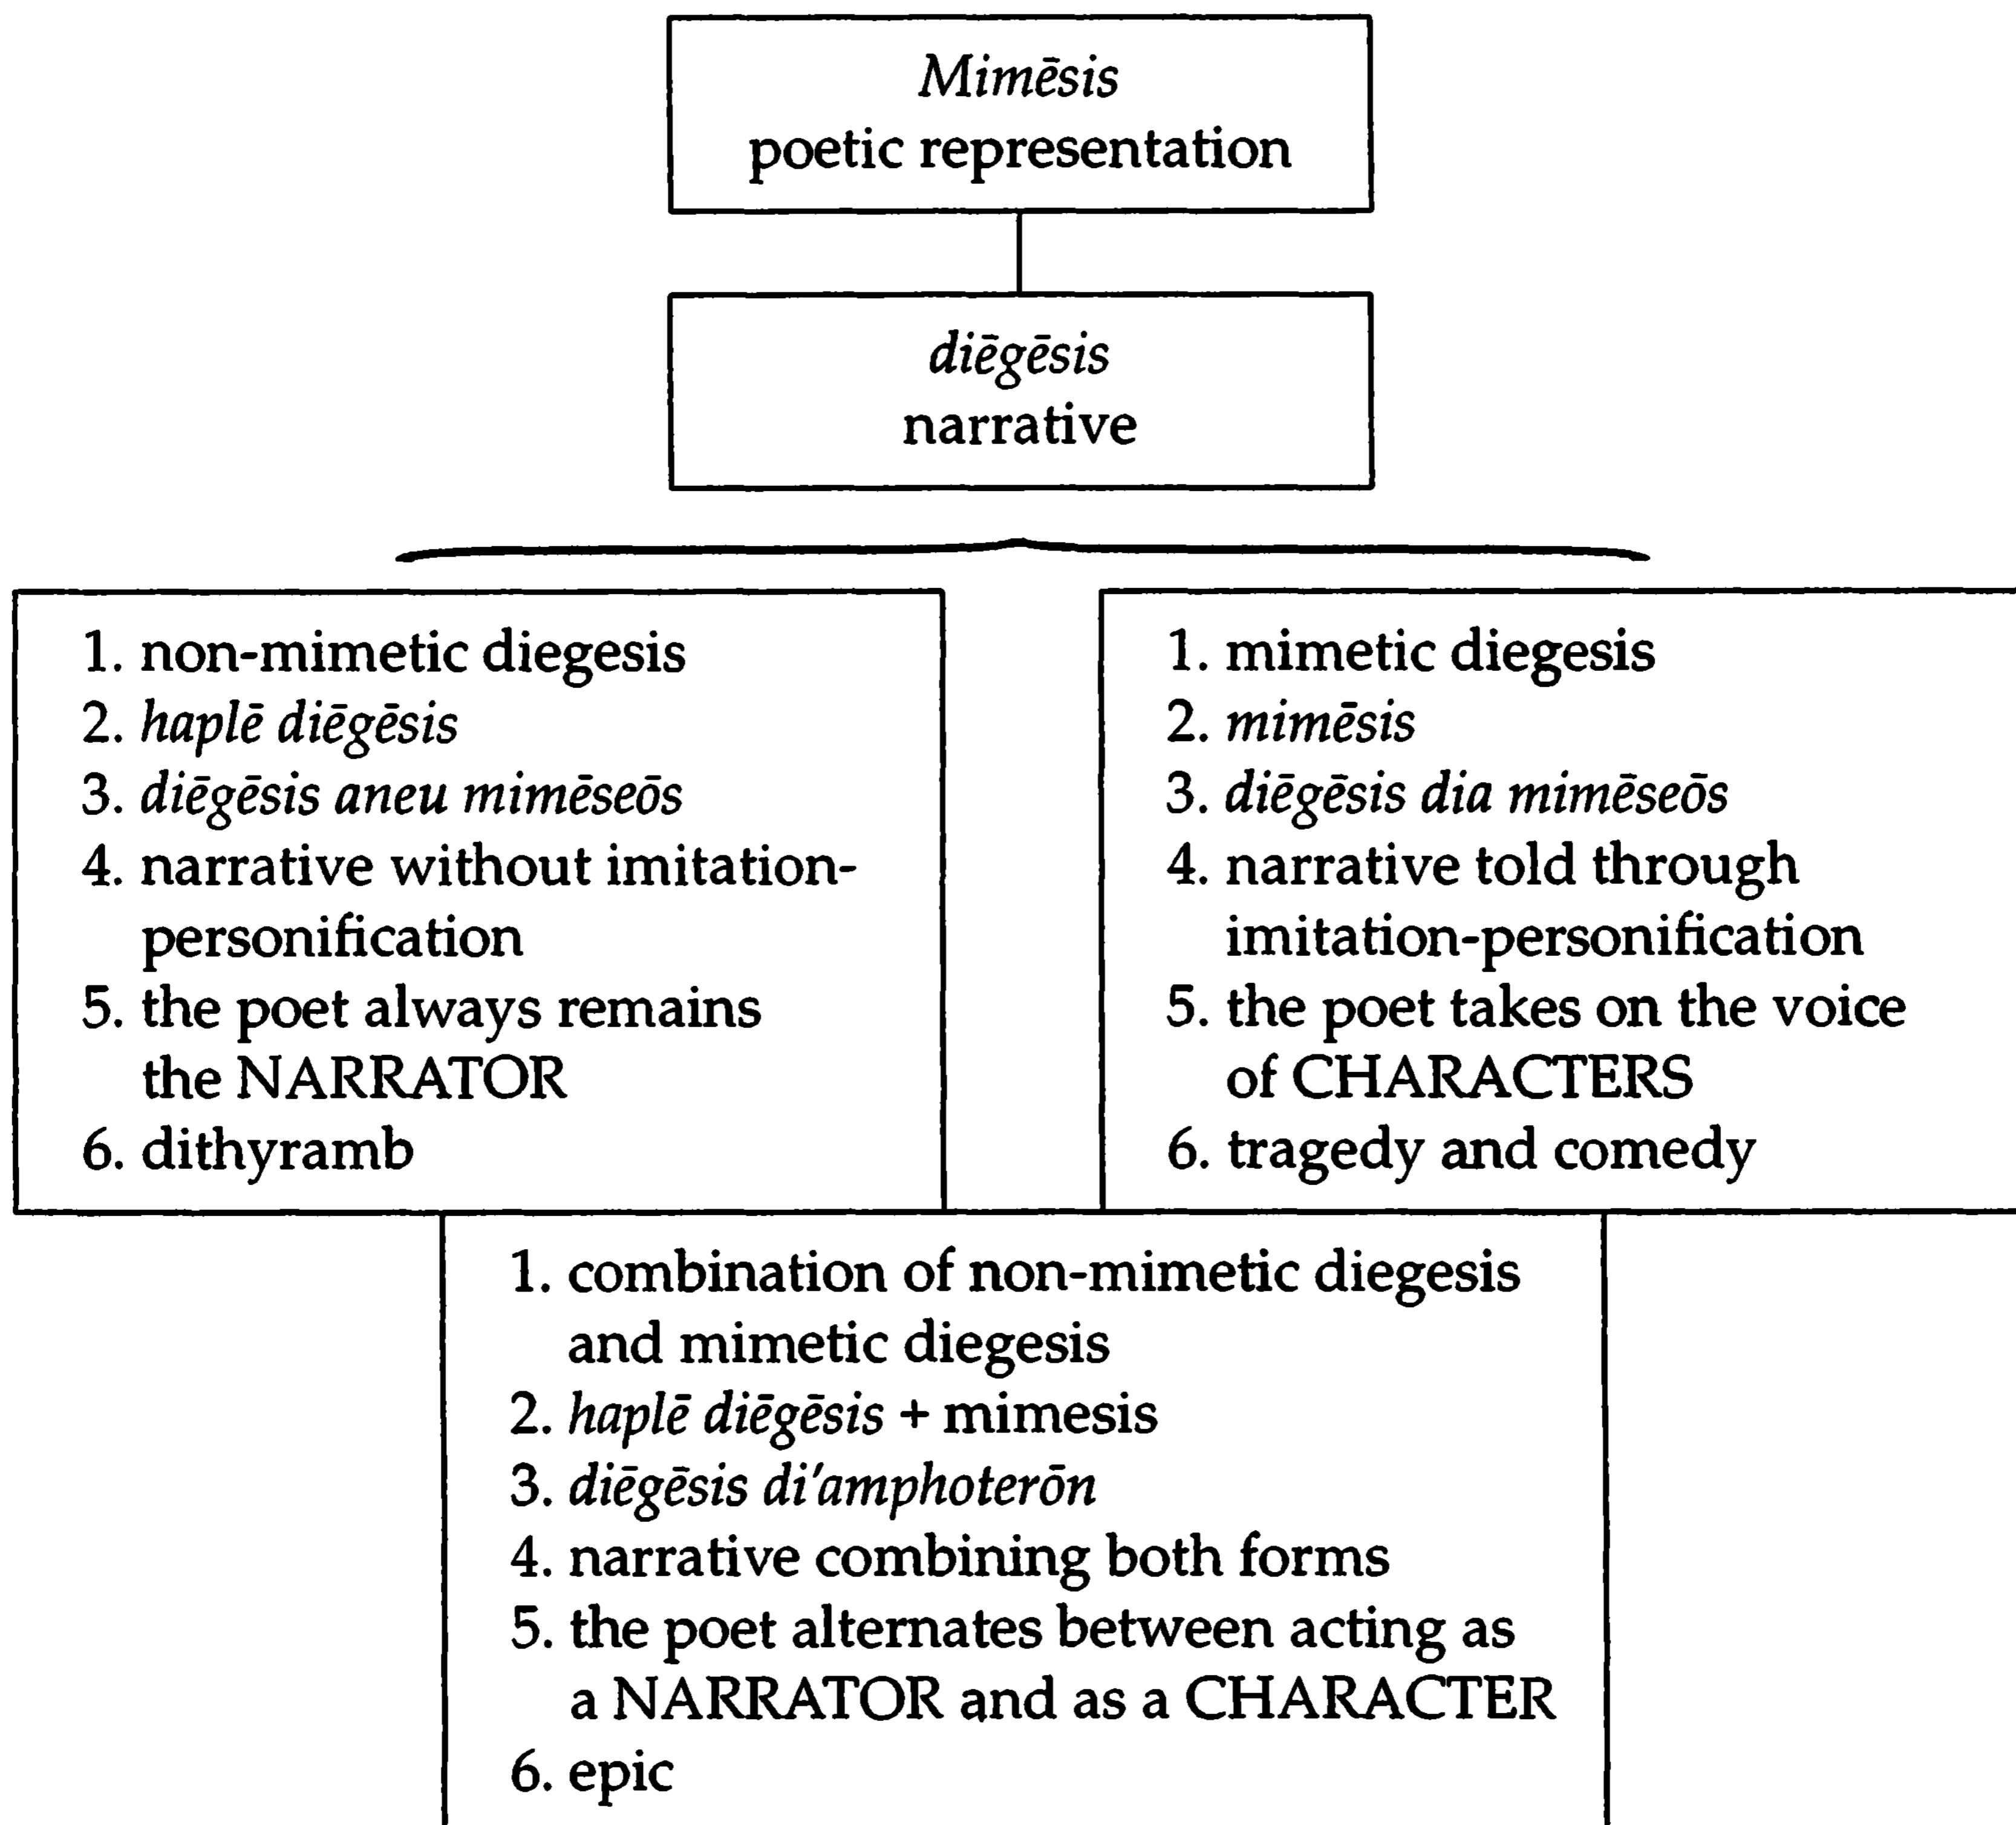 Mimēsis
poetic representation
diēgēsis
narrative
1. non-mimetic diegesis
2. haplē diēgēsis
3. diēgēsis aneu mimēseōs
4. narrative without imitation-
personification
5. the poet always remains
the NARRATOR
6. dithyramb
1. mimetic diegesis
2. mimēsis
3. diēgēsis dia mimēseōs
4. narrative told through
imitation-personification
5. the poet takes on the voice
of CHARACTERS
6. tragedy and comedy
1. combination of non-mimetic diegesis
and mimetic diegesis
2. haplē diēgēsis + mimesis
3. diēgēsis di'amphoterōn
4. narrative combining both forms
5. the poet alternates between acting as
a NARRATOR and as a CHARACTER
6. epic